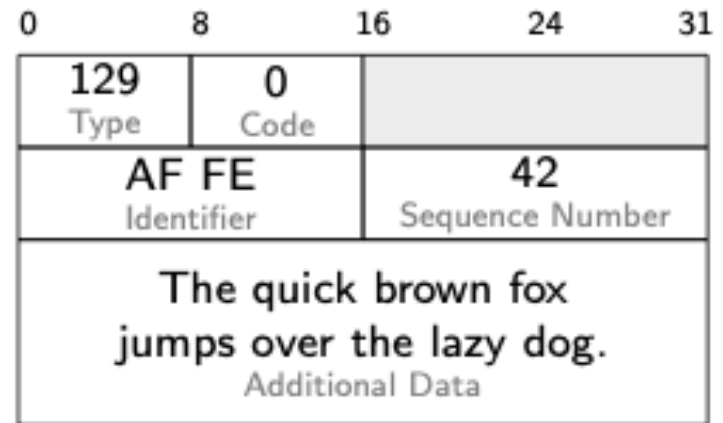 0 8 16 24 31
129 0
Type Code
AF FE 42
Identifier Sequence Number
The quick brown fox
jumps over the lazy dog.
Additional Data